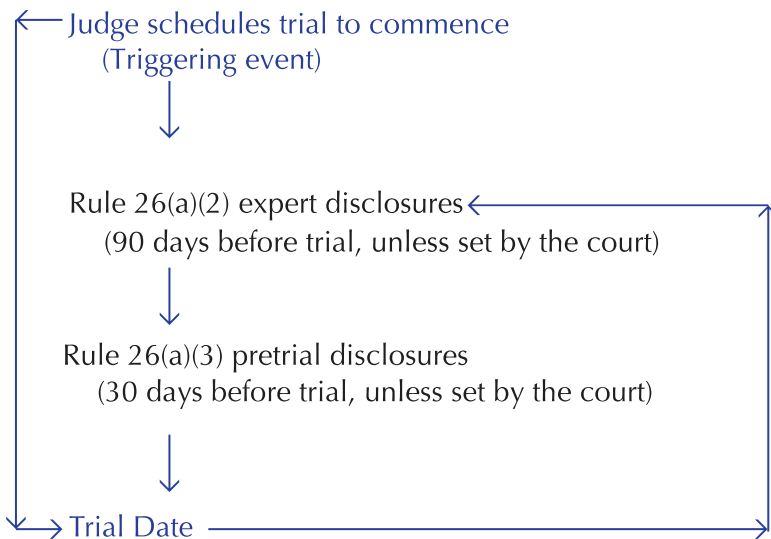 Judge schedules trial to commence
(Triggering event)
Rule 26(a)(2) expert disclosures
(90 days before trial, unless set by the court)
Rule 26(a)(3) pretrial disclosures
(30 days before trial, unless set by the court)
Trial Date